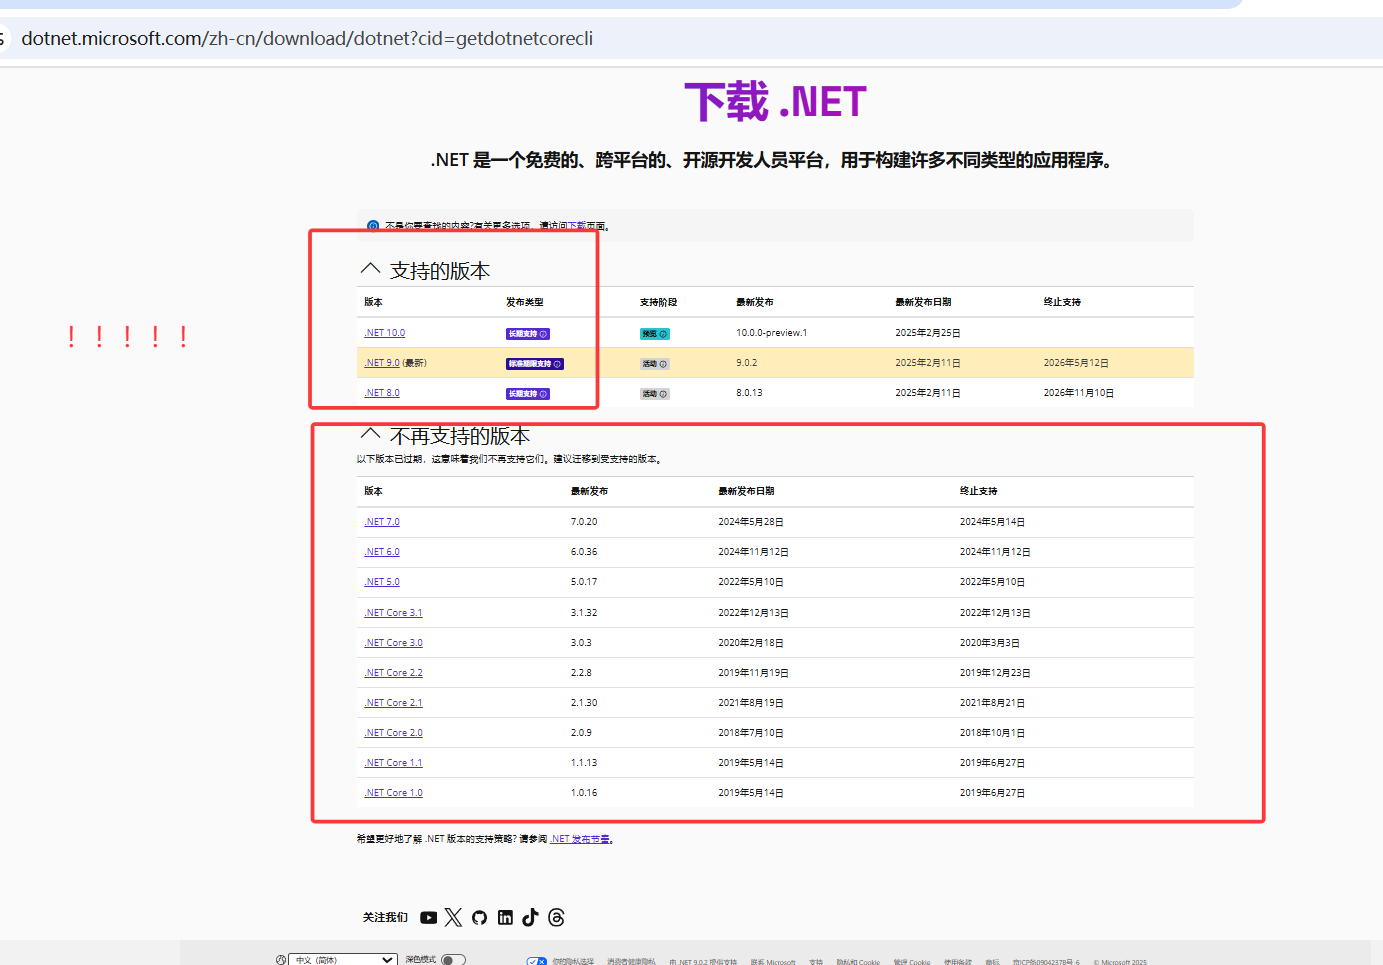 dotnet.microsoft.com/zh-cn/download/dotnet?cid=getdotnetcorecli
下载 .NET
.NET 是一个免费的、跨平台的、开源开发人员平台，用于构建许多不同类型的应用程序。
不是你要查找的内容?有关更多选项，请访问下载页面。
支持的版本
版本 发布类型 支持阶段 最新发布 最新发布日期 终止支持
.NET 10.0 长期支持 预览 10.0.0-preview.1 2025年2月25日
！！！！！
.NET 9.0 (最新) 标准期限支持 活动 9.0.2 2025年2月11日 2026年5月12日
.NET 8.0 长期支持 活动 8.0.13 2025年2月11日 2026年11月10日
不再支持的版本
以下版本已过期，这意味着我们不再支持它们。建议迁移到受支持的版本。
版本 最新发布 最新发布日期 终止支持
.NET 7.0 7.0.20 2024年5月28日 2024年5月14日
.NET 6.0 6.0.36 2024年11月12日 2024年11月12日
.NET 5.0 5.0.17 2022年5月10日 2022年5月10日
.NET Core 3.1 3.1.32 2022年12月13日 2022年12月13日
.NET Core 3.0 3.0.3 2020年2月18日 2020年3月3日
.NET Core 2.2 2.2.8 2019年11月19日 2019年12月23日
.NET Core 2.1 2.1.30 2021年8月19日 2021年8月21日
.NET Core 2.0 2.0.9 2018年7月10日 2018年10月1日
.NET Core 1.1 1.1.13 2019年5月14日 2019年6月27日
.NET Core 1.0 1.0.16 2019年5月14日 2019年6月27日
希望更好地了解 .NET 版本的支持策略? 请参阅 .NET 发布节奏。
关注我们
中文 (简体) 深色模式 你的隐私选择 消费者健康隐私 由 .NET 9.0.2 提供支持 联系 Microsoft 支持 隐私和 Cookie 管理 Cookie 使用条款 商标 京ICP备09042378号-6 © Microsoft 2025